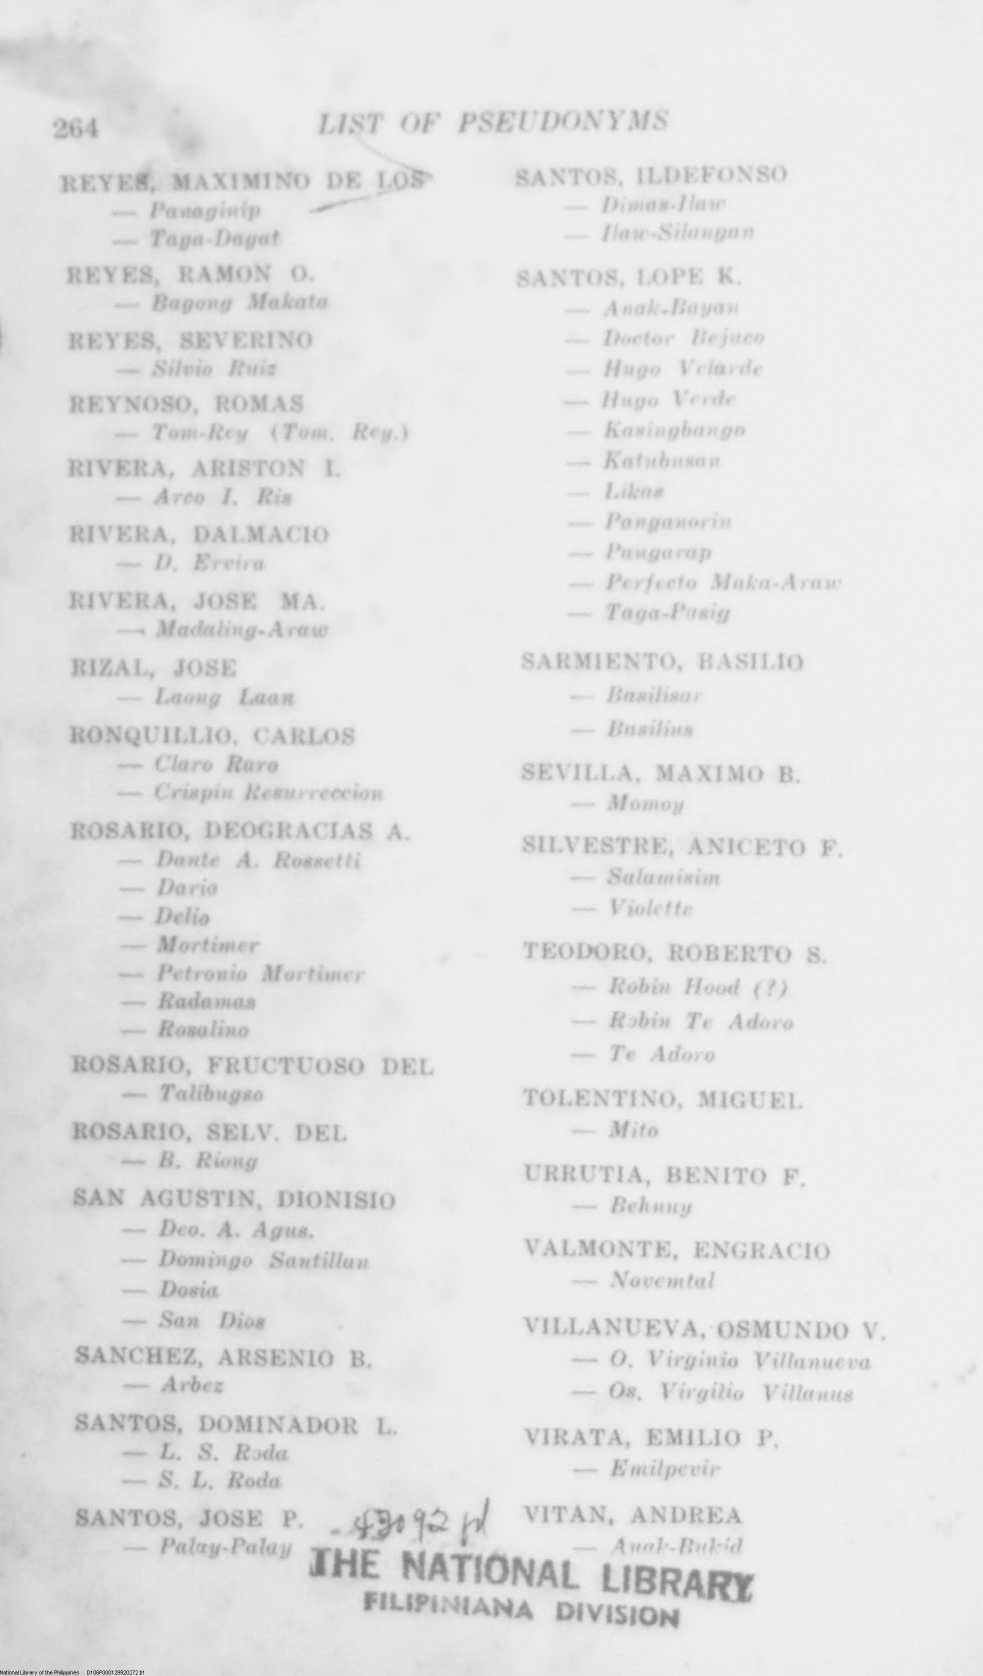 264
LIST OF PSEUDONYMS
REYES, MAXIMINO DE LOS
— Panaginip
— Taga-Dagat
REYES, RAMON O.
— Bagong Makata
REYES, SEVERINO
— Silvio Ruiz
REYNOSO, ROMAS
— Tom-Rey (Tom. Rey.)
RIVERA, ARISTON I.
— Arco I. Ris
RIVERA, DALMACIO
— D. Ervira
RIVERA, JOSE MA.
— Madaling-Araw
RIZAL, JOSE
— Laong Laan
RONQUILLIO, CARLOS
— Claro Raro
— Crispin Resurreccion
ROSARIO, DEOGRACIAS A.
— Dante A. Rossetti
— Dario
— Delio
— Mortimer
— Petronio Mortimer
— Radamas
— Rosalino
ROSARIO, FRUCTUOSO DEL
— Talibugso
ROSARIO, SELV. DEL
— B. Riong
SAN AGUSTIN, DIONISIO
— Deo. A. Agus.
— Domingo Santillan
— Dosia
— San Dios
SANCHEZ, ARSENIO B.
— Arbez
SANTOS, DOMINADOR L.
— L. S. Roda
— S. L. Roda
SANTOS, JOSE P.
— Palay-Palay
SANTOS, ILDEFONSO
— Dimas-Ilaw
— Ilaw-Silangan
SANTOS, LOPE K.
— Anak-Bayan
— Doctor Bejuco
— Hugo Velarde
— Hugo Verde
— Kasingbango
— Katubusan
— Likas
— Panganorin
— Pangarap
— Perfecto Maka-Araw
— Taga-Pasig
SARMIENTO, BASILIO
— Basilisar
— Basilius
SEVILLA, MAXIMO B.
— Momoy
SILVESTRE, ANICETO F.
— Salamisim
— Violette
TEODORO, ROBERTO S.
— Robin Hood (?)
— Robin Te Adoro
— Te Adoro
TOLENTINO, MIGUEL
— Mito
URRUTIA, BENITO F.
— Behnny
VALMONTE, ENGRACIO
— Novemtal
VILLANUEVA, OSMUNDO V.
— O. Virginio Villanueva
— Os. Virgilio Villanus
VIRATA, EMILIO P.
— Emilpevir
VITAN, ANDREA
— Anak-Bukid
THE NATIONAL LIBRARY
FILIPINIANA DIVISION
National Library of the Philippines